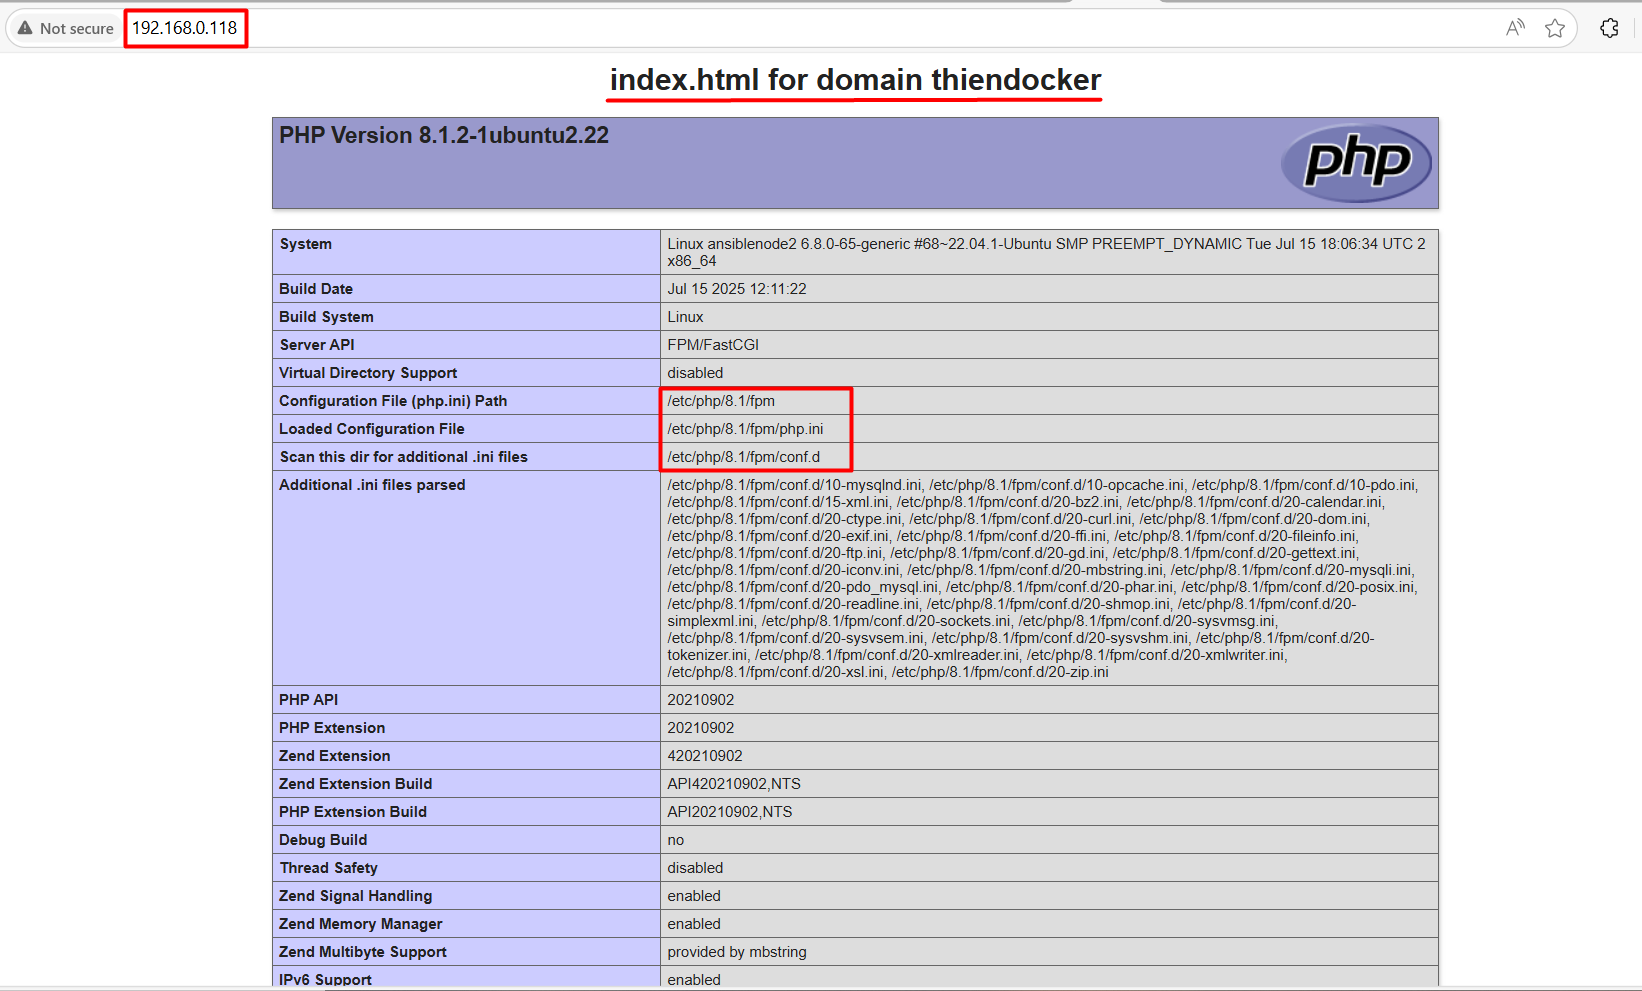 Not secure 192.168.0.118
index.html for domain thiendocker
PHP Version 8.1.2-1ubuntu2.22
php
System
Linux ansiblenode2 6.8.0-65-generic #68~22.04.1-Ubuntu SMP PREEMPT_DYNAMIC Tue Jul 15 18:06:34 UTC 2
x86_64
Build Date
Jul 15 2025 12:11:22
Build System
Linux
Server API
FPM/FastCGI
Virtual Directory Support
disabled
Configuration File (php.ini) Path
/etc/php/8.1/fpm
Loaded Configuration File
/etc/php/8.1/fpm/php.ini
Scan this dir for additional .ini files
/etc/php/8.1/fpm/conf.d
Additional .ini files parsed
/etc/php/8.1/fpm/conf.d/10-mysqlnd.ini, /etc/php/8.1/fpm/conf.d/10-opcache.ini, /etc/php/8.1/fpm/conf.d/10-pdo.ini,
/etc/php/8.1/fpm/conf.d/15-xml.ini, /etc/php/8.1/fpm/conf.d/20-bz2.ini, /etc/php/8.1/fpm/conf.d/20-calendar.ini,
/etc/php/8.1/fpm/conf.d/20-ctype.ini, /etc/php/8.1/fpm/conf.d/20-curl.ini, /etc/php/8.1/fpm/conf.d/20-dom.ini,
/etc/php/8.1/fpm/conf.d/20-exif.ini, /etc/php/8.1/fpm/conf.d/20-ffi.ini, /etc/php/8.1/fpm/conf.d/20-fileinfo.ini,
/etc/php/8.1/fpm/conf.d/20-ftp.ini, /etc/php/8.1/fpm/conf.d/20-gd.ini, /etc/php/8.1/fpm/conf.d/20-gettext.ini,
/etc/php/8.1/fpm/conf.d/20-iconv.ini, /etc/php/8.1/fpm/conf.d/20-mbstring.ini, /etc/php/8.1/fpm/conf.d/20-mysqli.ini,
/etc/php/8.1/fpm/conf.d/20-pdo_mysql.ini, /etc/php/8.1/fpm/conf.d/20-phar.ini, /etc/php/8.1/fpm/conf.d/20-posix.ini,
/etc/php/8.1/fpm/conf.d/20-readline.ini, /etc/php/8.1/fpm/conf.d/20-shmop.ini, /etc/php/8.1/fpm/conf.d/20-
simplexml.ini, /etc/php/8.1/fpm/conf.d/20-sockets.ini, /etc/php/8.1/fpm/conf.d/20-sysvmsg.ini,
/etc/php/8.1/fpm/conf.d/20-sysvsem.ini, /etc/php/8.1/fpm/conf.d/20-sysvshm.ini, /etc/php/8.1/fpm/conf.d/20-
tokenizer.ini, /etc/php/8.1/fpm/conf.d/20-xmlreader.ini, /etc/php/8.1/fpm/conf.d/20-xmlwriter.ini,
/etc/php/8.1/fpm/conf.d/20-xsl.ini, /etc/php/8.1/fpm/conf.d/20-zip.ini
PHP API
20210902
PHP Extension
20210902
Zend Extension
420210902
Zend Extension Build
API420210902,NTS
PHP Extension Build
API20210902,NTS
Debug Build
no
Thread Safety
disabled
Zend Signal Handling
enabled
Zend Memory Manager
enabled
Zend Multibyte Support
provided by mbstring
IPv6 Support
enabled